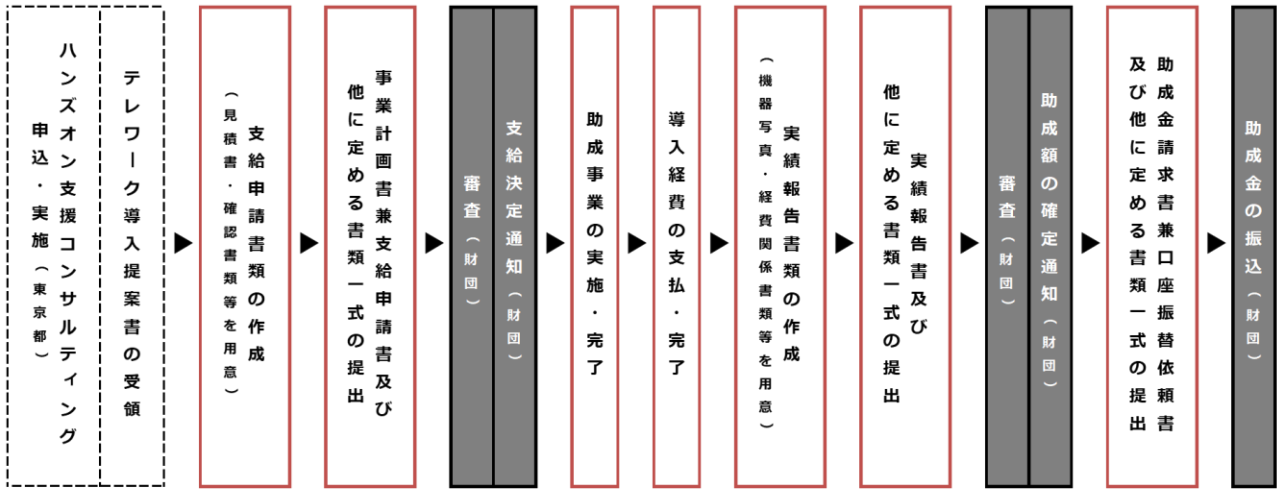 ハンズオン支援コンサルティング
申込・実施（東京都）
テレワーク導入提案書の受領
支給申請書類の作成
（見積書・確認書類等を用意）
事業計画書兼支給申請書及び
他に定める書類一式の提出
審査（財団）
支給決定通知（財団）
助成事業の実施・完了
導入経費の支払・完了
実績報告書類の作成
（機器写真・経費関係書類等を用意）
実績報告書及び
他に定める書類一式の提出
審査（財団）
助成額の確定通知（財団）
助成金請求書兼口座振替依頼書
及び他に定める書類一式の提出
助成金の振込（財団）